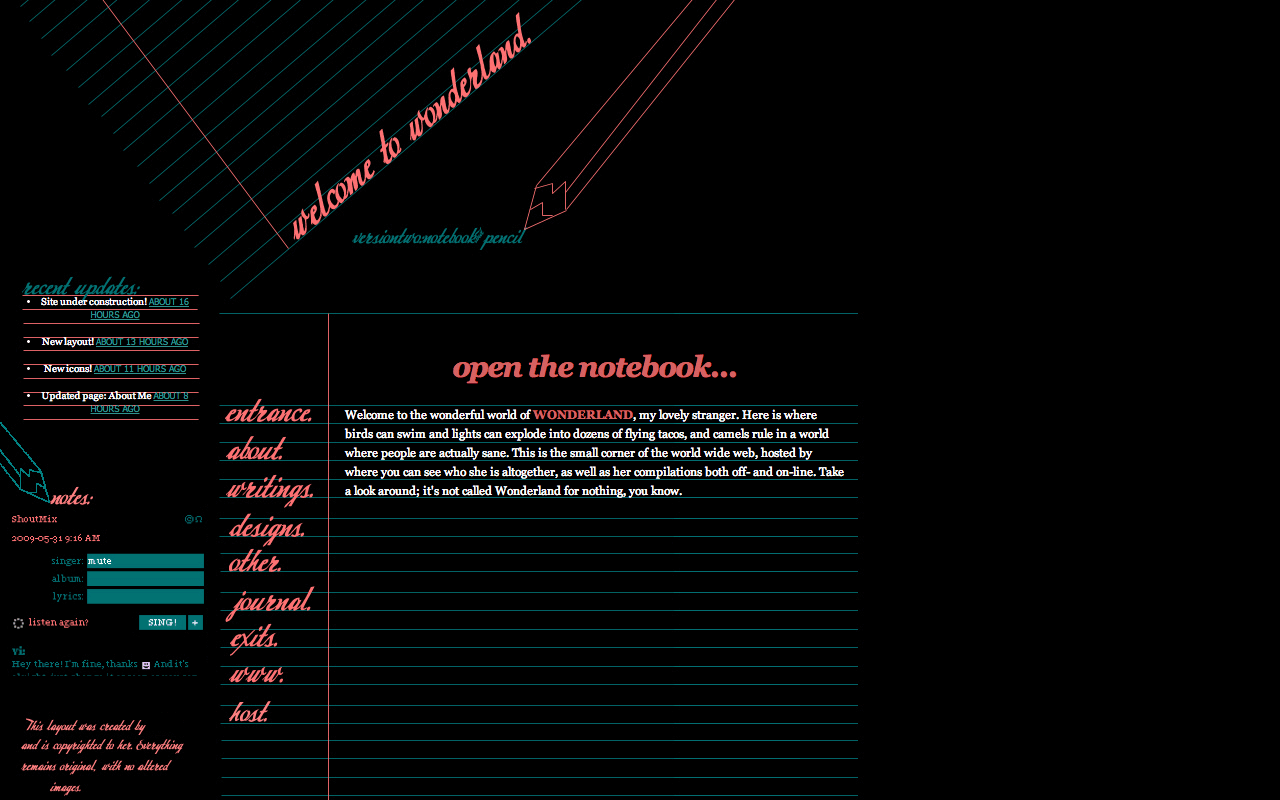 welcome to wonderland.
versiontwo:notebook& pencil
recent updates:
• Site under construction! ABOUT 16
HOURS AGO
• New layout! ABOUT 13 HOURS AGO
• New icons! ABOUT 11 HOURS AGO
• Updated page: About Me ABOUT 8
HOURS AGO
notes:
ShoutMix
2009-05-31 9:16 AM
singer: mute
album:
lyrics:
listen again? SING! +
vi:
Hey there! I'm fine, thanks And it's
This layout was created by
and is copyrighted to her. Everything
remains original, with no altered
images.
entrance.
about.
writings.
designs.
other.
journal.
exits.
www.
host.
open the notebook...
Welcome to the wonderful world of WONDERLAND, my lovely stranger. Here is where
birds can swim and lights can explode into dozens of flying tacos, and camels rule in a world
where people are actually sane. This is the small corner of the world wide web, hosted by
where you can see who she is altogether, as well as her compilations both off- and on-line. Take
a look around; it's not called Wonderland for nothing, you know.